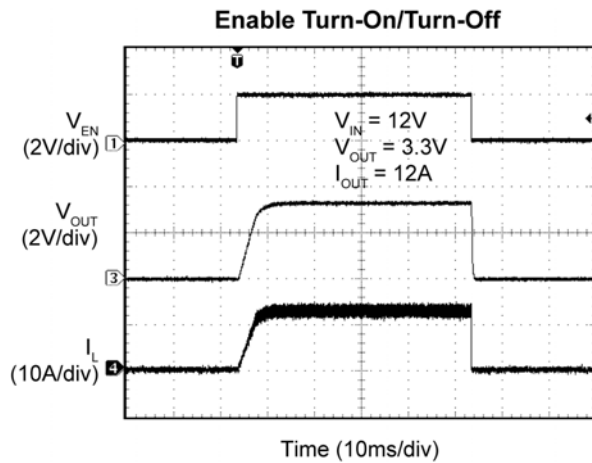 Enable Turn-On/Turn-Off
T
V_EN
(2V/div)
1
V_IN = 12V
V_OUT = 3.3V
I_OUT = 12A
V_OUT
(2V/div)
3
I_L
(10A/div)
4
Time (10ms/div)